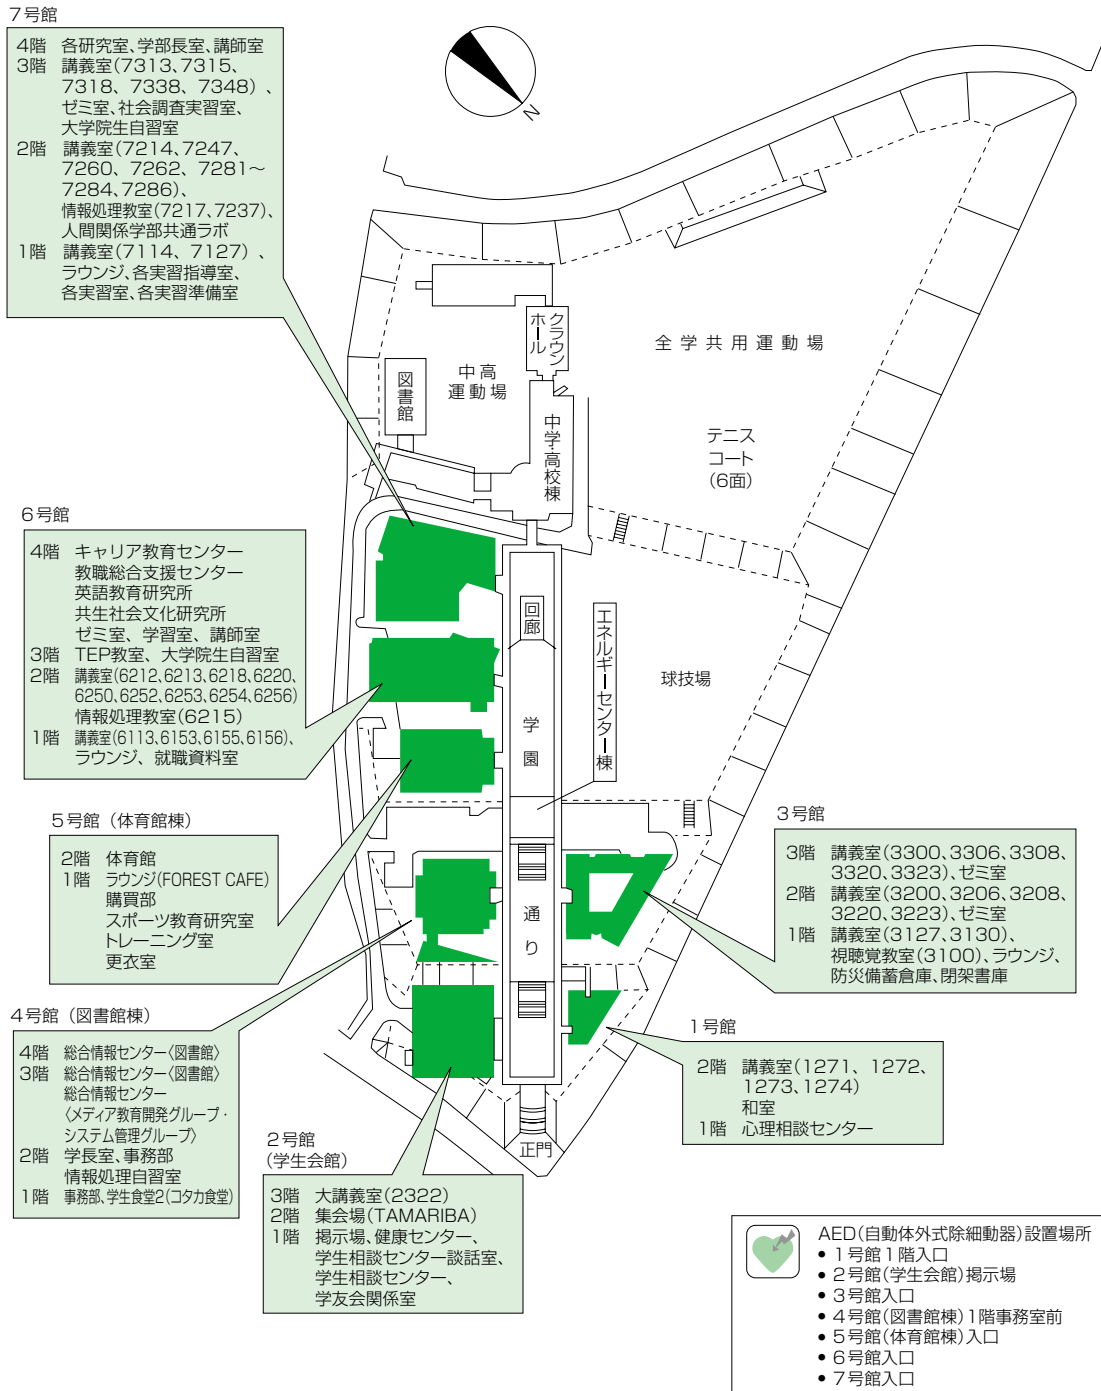 7号館
4階 各研究室、学部長室、講師室
3階 講義室(7313、7315、
7318、7338、7348)、
ゼミ室、社会調査実習室、
大学院生自習室
2階 講義室(7214、7247、
7260、7262、7281～
7284、7286)、
情報処理教室(7217、7237)、
人間関係学部共通ラボ
1階 講義室(7114、7127)、
ラウンジ、各実習指導室、
各実習室、各実習準備室
N
クラウン
ホール
中高
運動場
図書館
中学・高校棟
全学共用運動場
テニス
コート
(6面)
6号館
4階 キャリア教育センター
教職総合支援センター
英語教育研究所
共生社会文化研究所
ゼミ室、学習室、講師室
3階 TEP教室、大学院生自習室
2階 講義室(6212、6213、6218、6220、
6250、6252、6253、6254、6256)
情報処理教室(6215)
1階 講義室(6113、6153、6155、6156)、
ラウンジ、就職資料室
回廊
学園
通り
エネルギーセンター棟
球技場
5号館(体育館棟)
2階 体育館
1階 ラウンジ(FOREST CAFE)
購買部
スポーツ教育研究室
トレーニング室
更衣室
3号館
3階 講義室(3300、3306、3308、
3320、3323)、ゼミ室
2階 講義室(3200、3206、3208、
3220、3223)、ゼミ室
1階 講義室(3127、3130)、
視聴覚教室(3100)、ラウンジ、
防災備蓄倉庫、閉架書庫
4号館(図書館棟)
4階 総合情報センター〈図書館〉
3階 総合情報センター〈図書館〉
総合情報センター
〈メディア教育開発グループ・
システム管理グループ〉
2階 学長室、事務部
情報処理自習室
1階 事務部、学生食堂2(コタカ食堂)
1号館
2階 講義室(1271、1272、
1273、1274)
和室
1階 心理相談センター
正門
2号館
(学生会館)
3階 大講義室(2322)
2階 集会場(TAMARIBA)
1階 掲示場、健康センター、
学生相談センター談話室、
学生相談センター、
学友会関係室
AED(自動体外式除細動器)設置場所
• 1号館1階入口
• 2号館(学生会館)掲示場
• 3号館入口
• 4号館(図書館棟)1階事務室前
• 5号館(体育館棟)入口
• 6号館入口
• 7号館入口